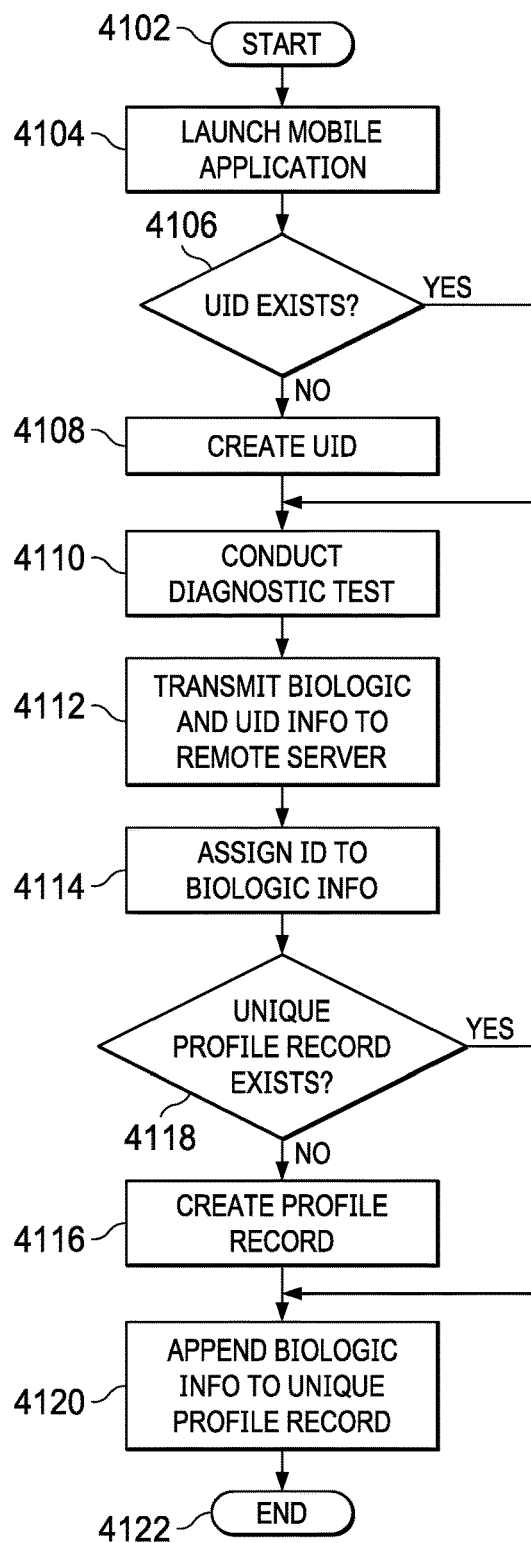 4102
START
4104
LAUNCH MOBILE
APPLICATION
4106
UID EXISTS?
YES
NO
4108
CREATE UID
4110
CONDUCT
DIAGNOSTIC TEST
4112
TRANSMIT BIOLOGIC
AND UID INFO TO
REMOTE SERVER
4114
ASSIGN ID TO
BIOLOGIC INFO
UNIQUE
PROFILE RECORD
EXISTS?
YES
4118
NO
4116
CREATE PROFILE
RECORD
4120
APPEND BIOLOGIC
INFO TO UNIQUE
PROFILE RECORD
4122
END